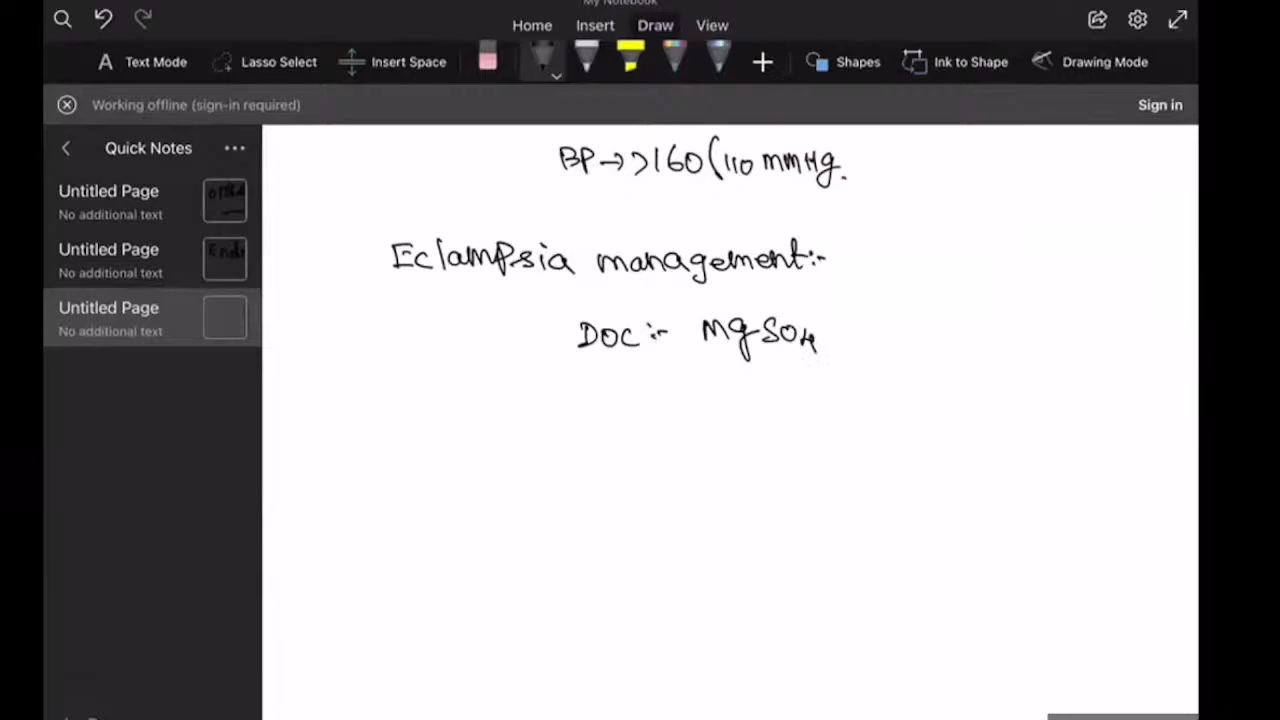 My Notebook
Home Insert Draw View
Text Mode Lasso Select Insert Space Shapes Ink to Shape Drawing Mode
Working offline (sign-in required) Sign in
Quick Notes
Untitled Page
No additional text
Untitled Page
No additional text
Untitled Page
No additional text
BP → >160/110 mmHg.
Eclampsia management:-
DOC:- MgSO4